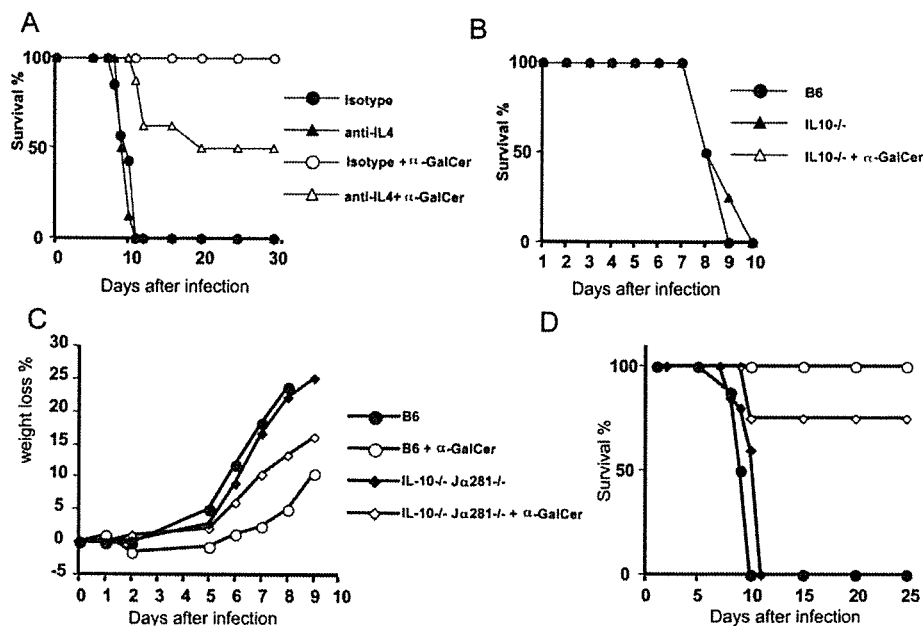 A
Survival %
100
50
0
0
10
20
30
Days after infection
Isotype
anti-IL4
Isotype + α-GalCer
anti-IL4+ α-GalCer
B
Survival %
100
50
0
1 2 3 4 5 6 7 8 9 10
Days after infection
B6
IL10-/-
IL10-/- + α-GalCer
C
weight loss %
30
25
20
15
10
5
0
-5
0 1 2 3 4 5 6 7 8 9 10
Days after infection
B6
B6 + α-GalCer
IL-10-/- Jα281-/-
IL-10-/- Jα281-/- + α-GalCer
D
Survival %
100
50
0
0 5 10 15 20 25
Days after infection